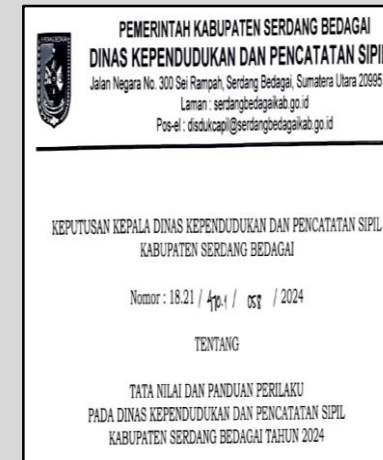 PEMERINTAH KABUPATEN SERDANG BEDAGAI
DINAS KEPENDUDUKAN DAN PENCATATAN SIPIL
Jalan Negara No. 300 Sei Rampah, Serdang Bedagai, Sumatera Utara 20995
Laman : serdangbedagaikab.go.id
Pos-el : disdukcapil@serdangbedagaikab.go.id
KEPUTUSAN KEPALA DINAS KEPENDUDUKAN DAN PENCATATAN SIPIL
KABUPATEN SERDANG BEDAGAI
Nomor : 18.21 / 470.1 / 058 / 2024
TENTANG
TATA NILAI DAN PANDUAN PERILAKU
PADA DINAS KEPENDUDUKAN DAN PENCATATAN SIPIL
KABUPATEN SERDANG BEDAGAI TAHUN 2024